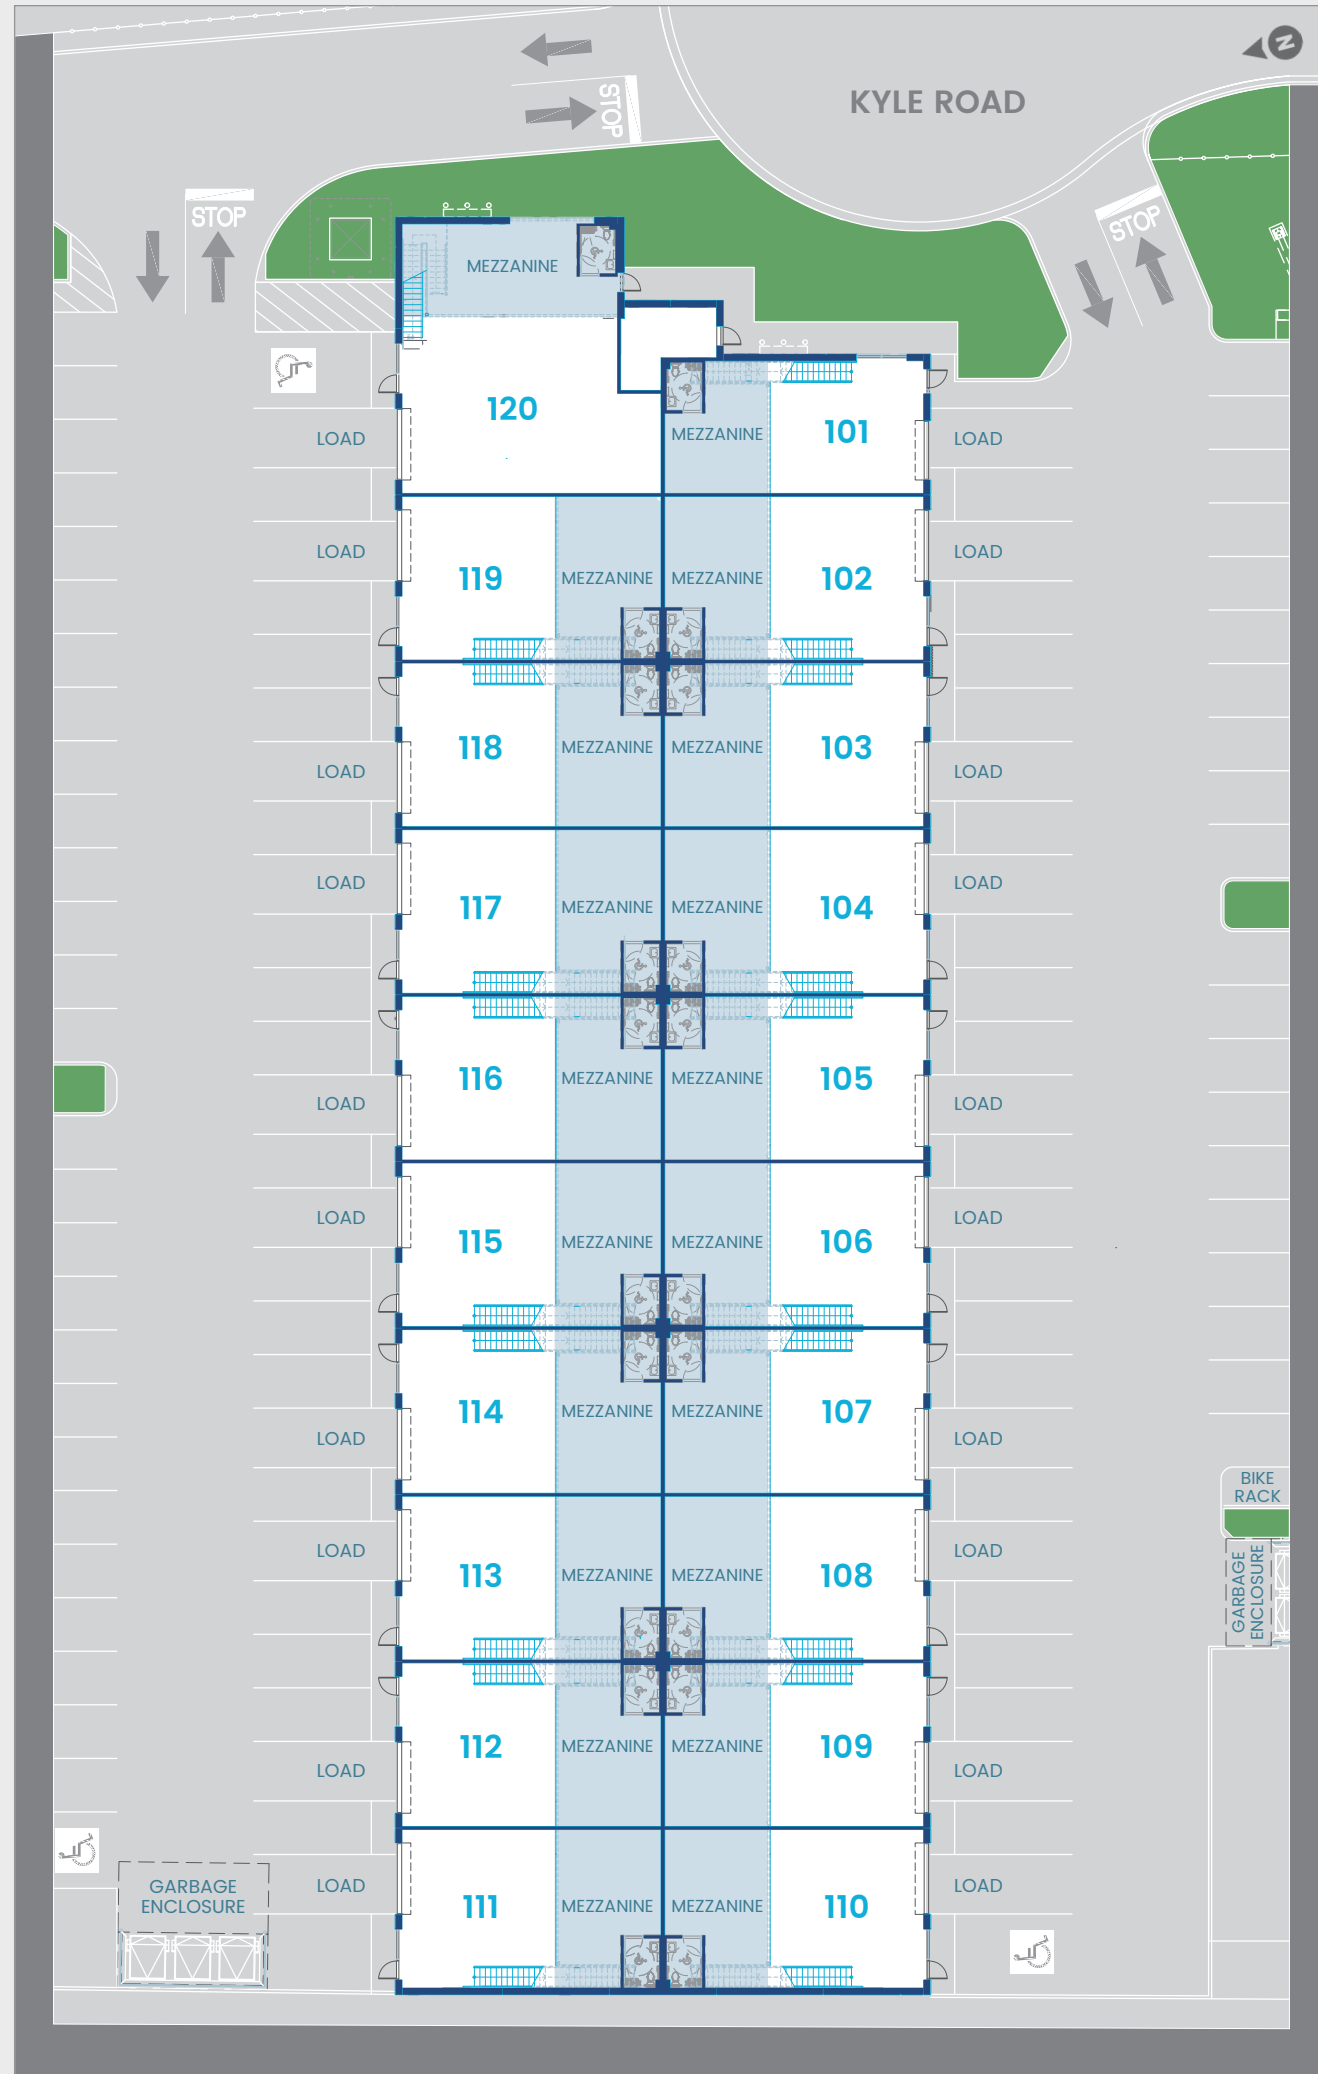 N
KYLE ROAD
STOP
STOP
STOP
MEZZANINE
120
MEZZANINE
101
LOAD
LOAD
LOAD
119
MEZZANINE
MEZZANINE
102
LOAD
118
MEZZANINE
MEZZANINE
103
LOAD
LOAD
LOAD
117
MEZZANINE
MEZZANINE
104
LOAD
116
MEZZANINE
MEZZANINE
105
LOAD
LOAD
LOAD
115
MEZZANINE
MEZZANINE
106
LOAD
114
MEZZANINE
MEZZANINE
107
LOAD
LOAD
BIKE
RACK
LOAD
113
MEZZANINE
MEZZANINE
108
LOAD
GARBAGE
ENCLOSURE
112
MEZZANINE
MEZZANINE
109
LOAD
LOAD
GARBAGE
ENCLOSURE
LOAD
111
MEZZANINE
MEZZANINE
110
LOAD